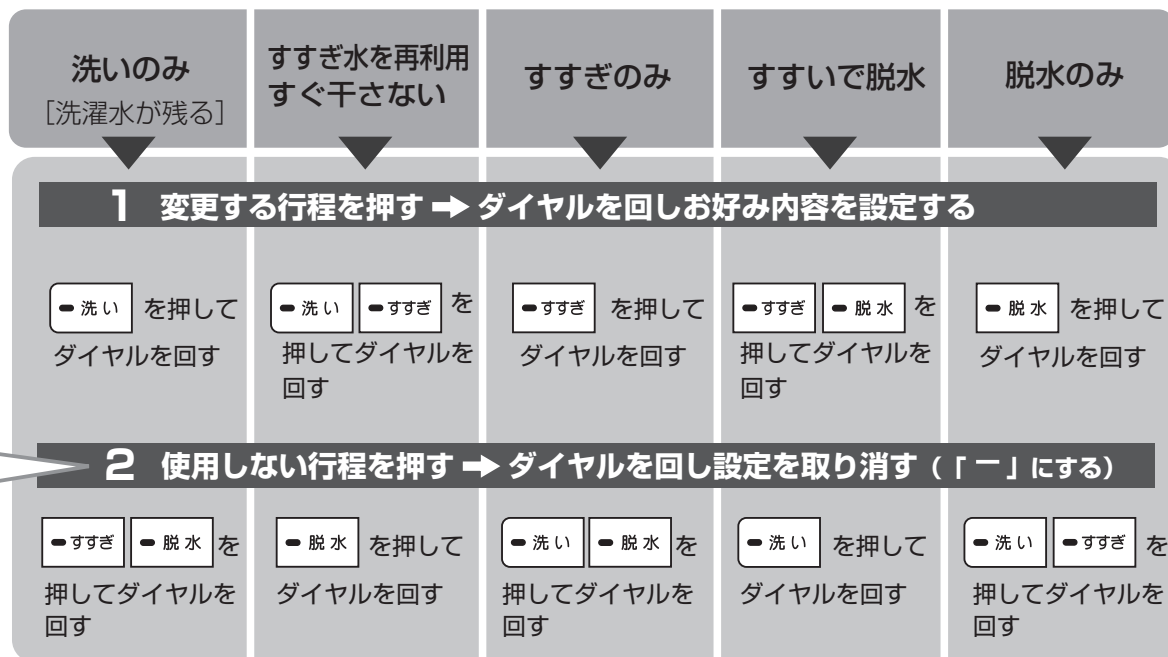 洗いのみ
[洗濯水が残る]
すすぎ水を再利用
すぐ干さない
すすぎのみ
すすいで脱水
脱水のみ
1 変更する行程を押す ➡ ダイヤルを回しお好み内容を設定する
洗い を押して
ダイヤルを回す
洗い すすぎ を
押してダイヤルを
回す
すすぎ を押して
ダイヤルを回す
すすぎ 脱水 を
押してダイヤルを
回す
脱水 を押して
ダイヤルを回す
2 使用しない行程を押す ➡ ダイヤルを回し設定を取り消す(「ー」にする)
すすぎ 脱水 を
押してダイヤルを
回す
脱水 を押して
ダイヤルを回す
洗い 脱水 を
押してダイヤルを
回す
洗い を押して
ダイヤルを回す
洗い すすぎ を
押してダイヤルを
回す